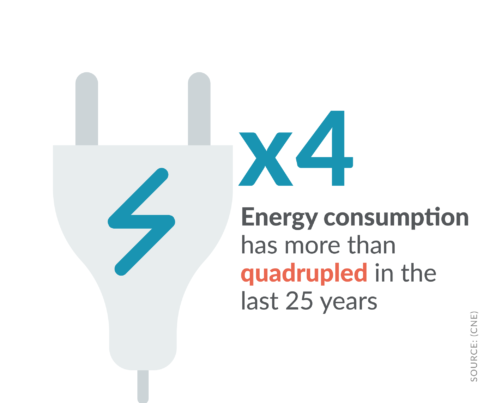 x4
Energy consumption
has more than
quadrupled in the
last 25 years
SOURCE: (CNE)